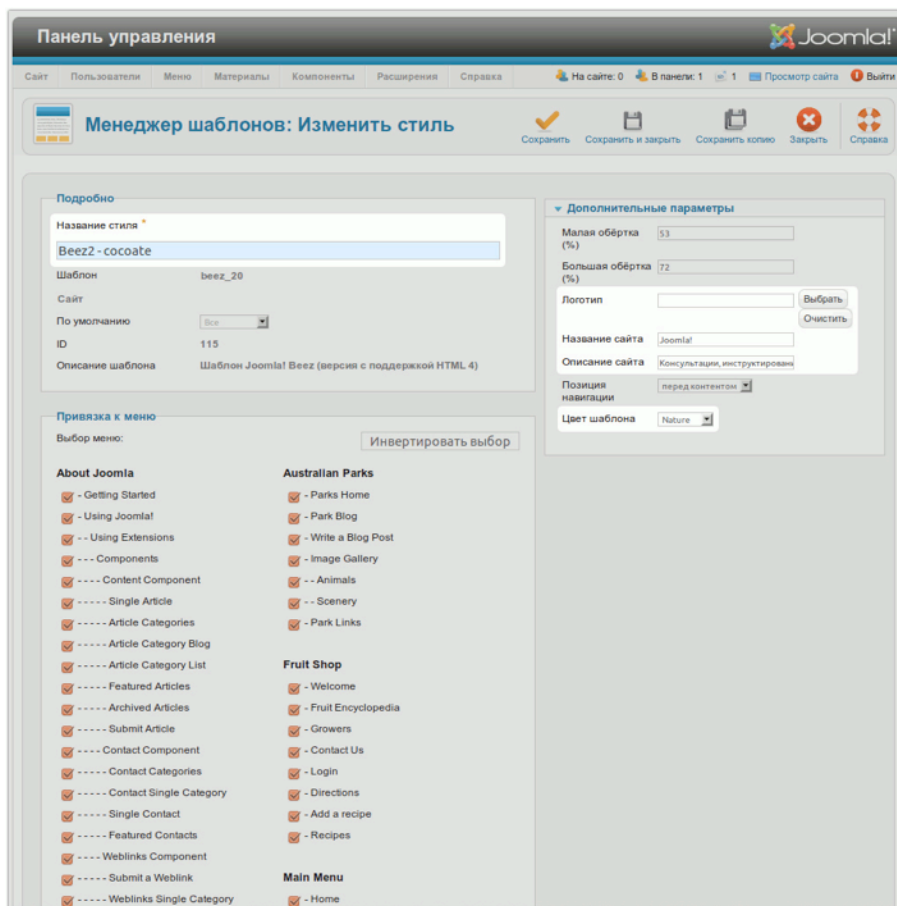 Панель управления
Joomla!
Сайт Пользователи Меню Материалы Компоненты Расширения Справка На сайте: 0 В панели: 1 1 Просмотр сайта Выйти
Менеджер шаблонов: Изменить стиль
Сохранить Сохранить и закрыть Сохранить копию Закрыть Справка
Подробно
Название стиля *
Beez2 - cocoate
Шаблон beez_20
Сайт
По умолчанию Все
ID 115
Описание шаблона Шаблон Joomla! Beez (версия с поддержкой HTML 4)
Дополнительные параметры
Малая обёртка (%) 53
Большая обёртка (%) 72
Логотип Выбрать
Очистить
Название сайта Joomla!
Описание сайта Консультации, инструктирован
Позиция навигации перед контентом
Цвет шаблона Nature
Привязка к меню
Выбор меню: Инвертировать выбор
About Joomla
- Getting Started
- Using Joomla!
- - Using Extensions
- - - Components
- - - - Content Component
- - - - - Single Article
- - - - - Article Categories
- - - - - Article Category Blog
- - - - - Article Category List
- - - - - Featured Articles
- - - - - Archived Articles
- - - - - Submit Article
- - - - Contact Component
- - - - - Contact Categories
- - - - - Contact Single Category
- - - - - Single Contact
- - - - - Featured Contacts
- - - - Weblinks Component
- - - - - Submit a Weblink
- - - - - Weblinks Single Category
Australian Parks
- Parks Home
- Park Blog
- Write a Blog Post
- Image Gallery
- - Animals
- - Scenery
- Park Links
Fruit Shop
- Welcome
- Fruit Encyclopedia
- Growers
- Contact Us
- Login
- Directions
- Add a recipe
- Recipes
Main Menu
- Home